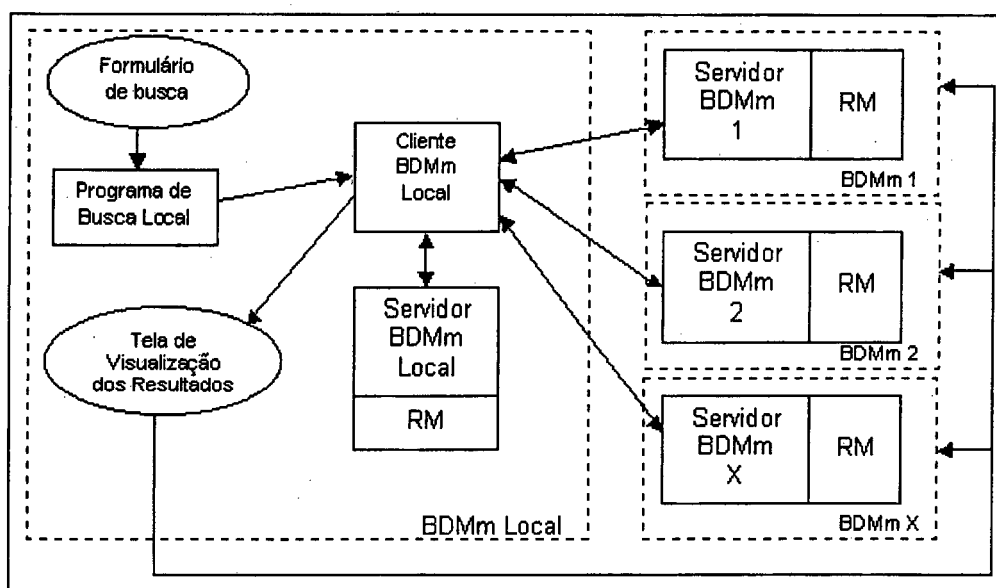 Formulário
de busca
Programa de
Busca Local
Cliente
BDMm
Local
Tela de
Visualização
dos Resultados
Servidor
BDMm
Local
RM
BDMm Local
Servidor
BDMm
1
RM
BDMm 1
Servidor
BDMm
2
RM
BDMm 2
Servidor
BDMm
X
RM
BDMm X